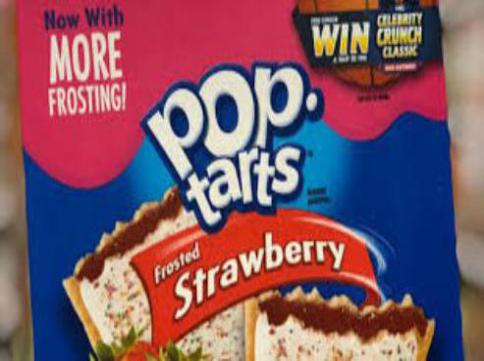 Now With
MORE
FROSTING!
WIN
CELEBRITY
CRUNCH
CLASSIC
pop.
tarts
Frosted
Strawberry